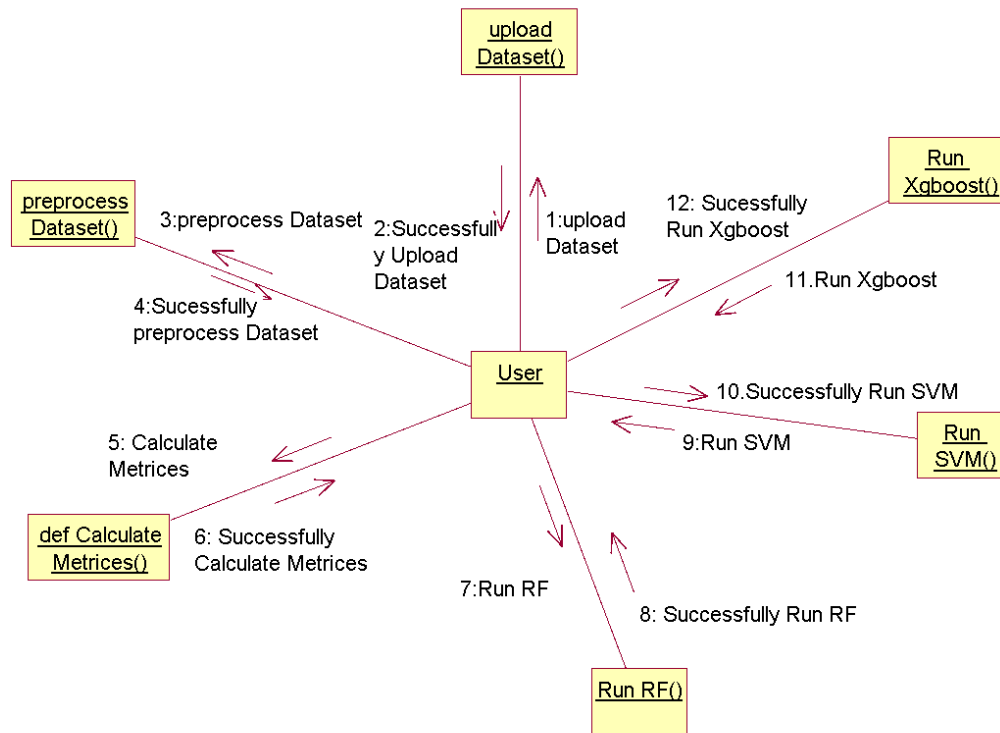 upload
Dataset()
Run
Xgboost()
preprocess
Dataset()
3:preprocess Dataset
2:Successfull
y Upload
Dataset
1:upload
Dataset
12: Sucessfully
Run Xgboost
11.Run Xgboost
4:Sucessfully
preprocess Dataset
User
10.Successfully Run SVM
9:Run SVM
Run
SVM()
5: Calculate
Metrices
def Calculate
Metrices()
6: Successfully
Calculate Metrices
7:Run RF
8: Successfully Run RF
Run RF()